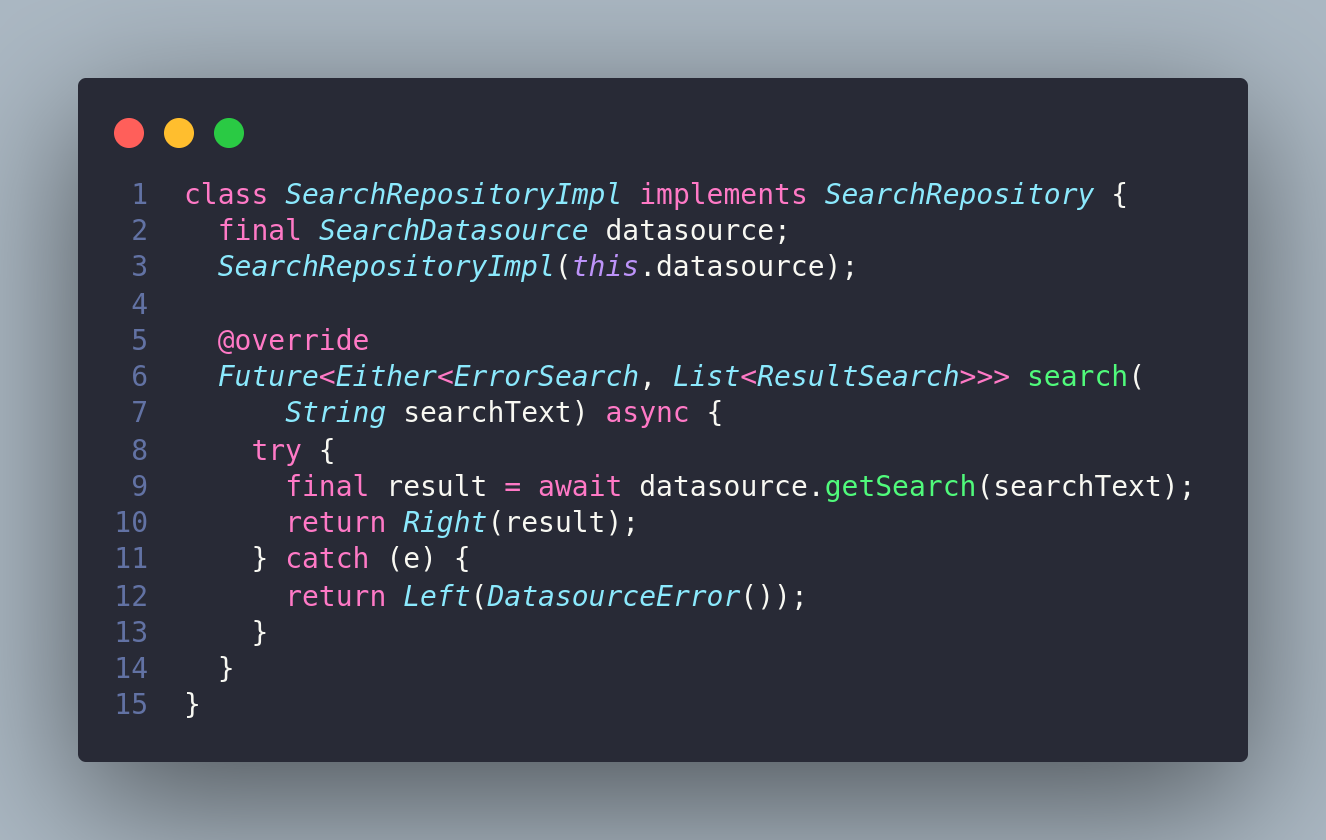 1 class SearchRepositoryImpl implements SearchRepository {
2   final SearchDatasource datasource;
3   SearchRepositoryImpl(this.datasource);
4
5   @override
6   Future<Either<ErrorSearch, List<ResultSearch>>> search(
7       String searchText) async {
8     try {
9       final result = await datasource.getSearch(searchText);
10       return Right(result);
11     } catch (e) {
12       return Left(DatasourceError());
13     }
14   }
15 }